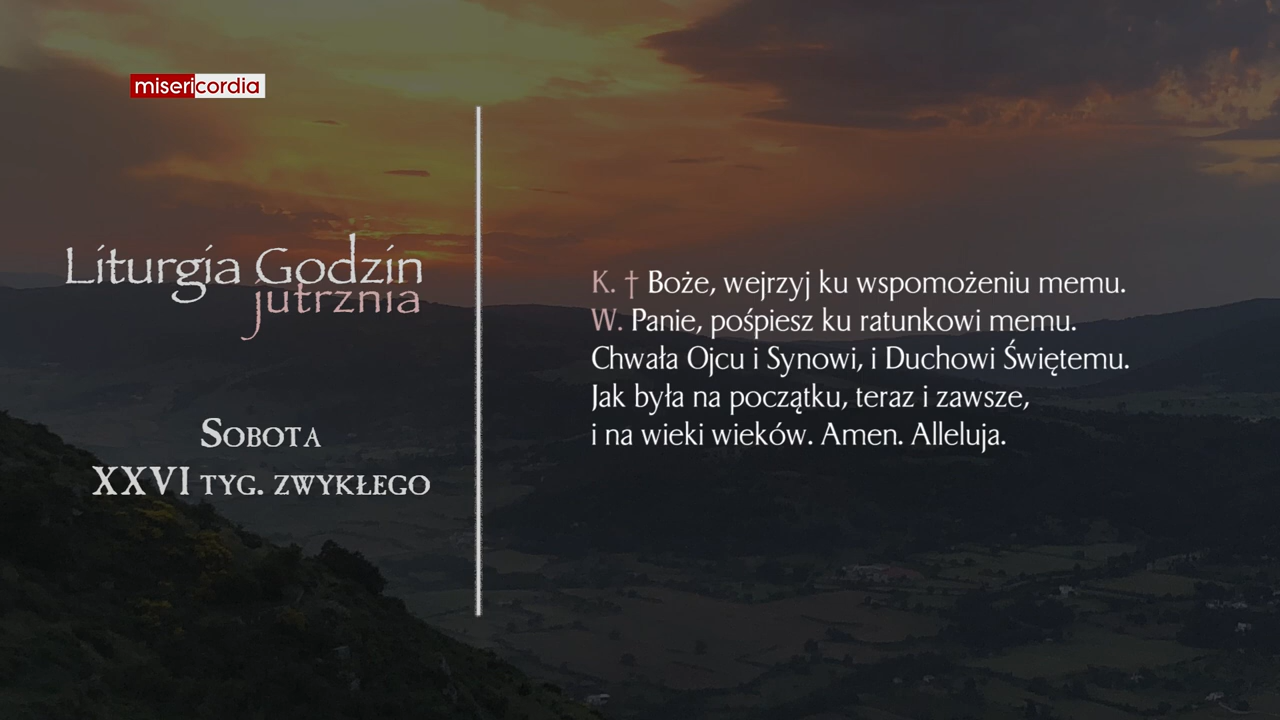 misericordia
Liturgia Godzin
jutrznia
Sobota
XXVI tyg. zwykłego
K. † Boże, wejrzyj ku wspomożeniu memu.
W. Panie, pośpiesz ku ratunkowi memu.
Chwała Ojcu i Synowi, i Duchowi Świętemu.
Jak była na początku, teraz i zawsze,
i na wieki wieków. Amen. Alleluja.